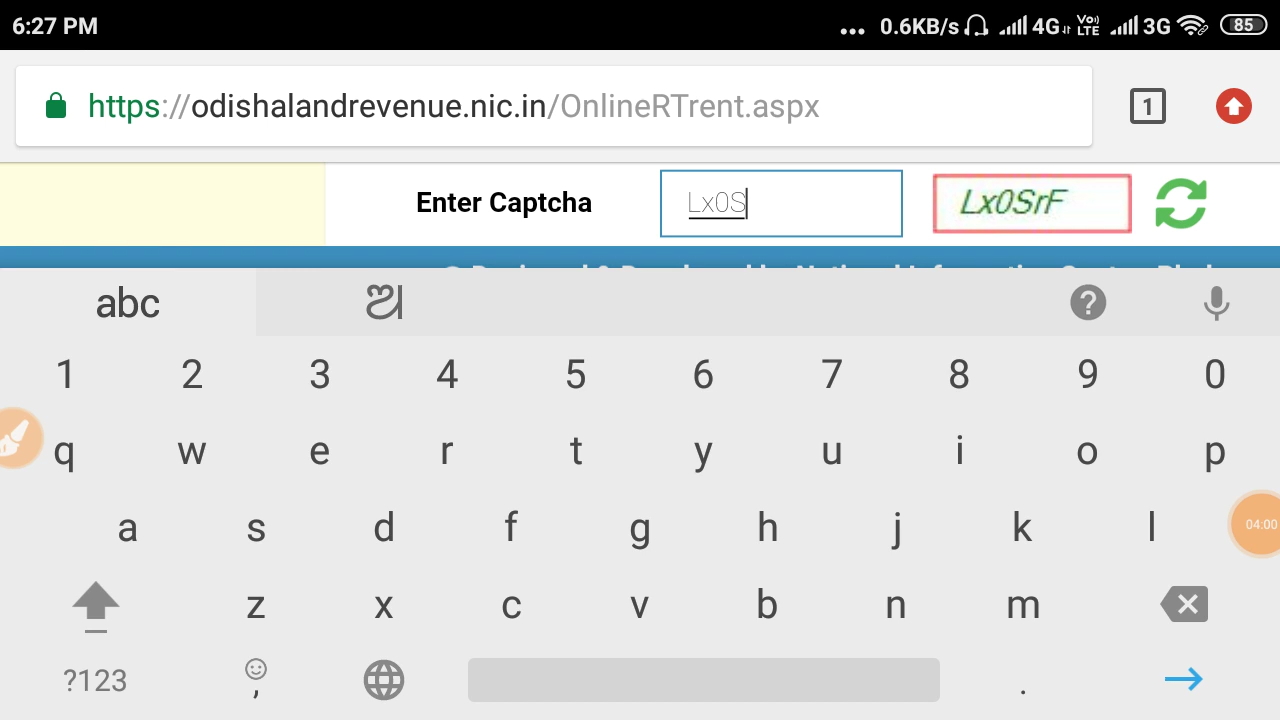 6:27 PM ... 0.6KB/s 4G VoLTE 3G 85
https://odishalandrevenue.nic.in/OnlineRTrent.aspx 1
Enter Captcha Lx0S Lx0SrF
abc ଅ ?
1 2 3 4 5 6 7 8 9 0
q w e r t y u i o p
a s d f g h j k l
04:00
z x c v b n m
?123 , .